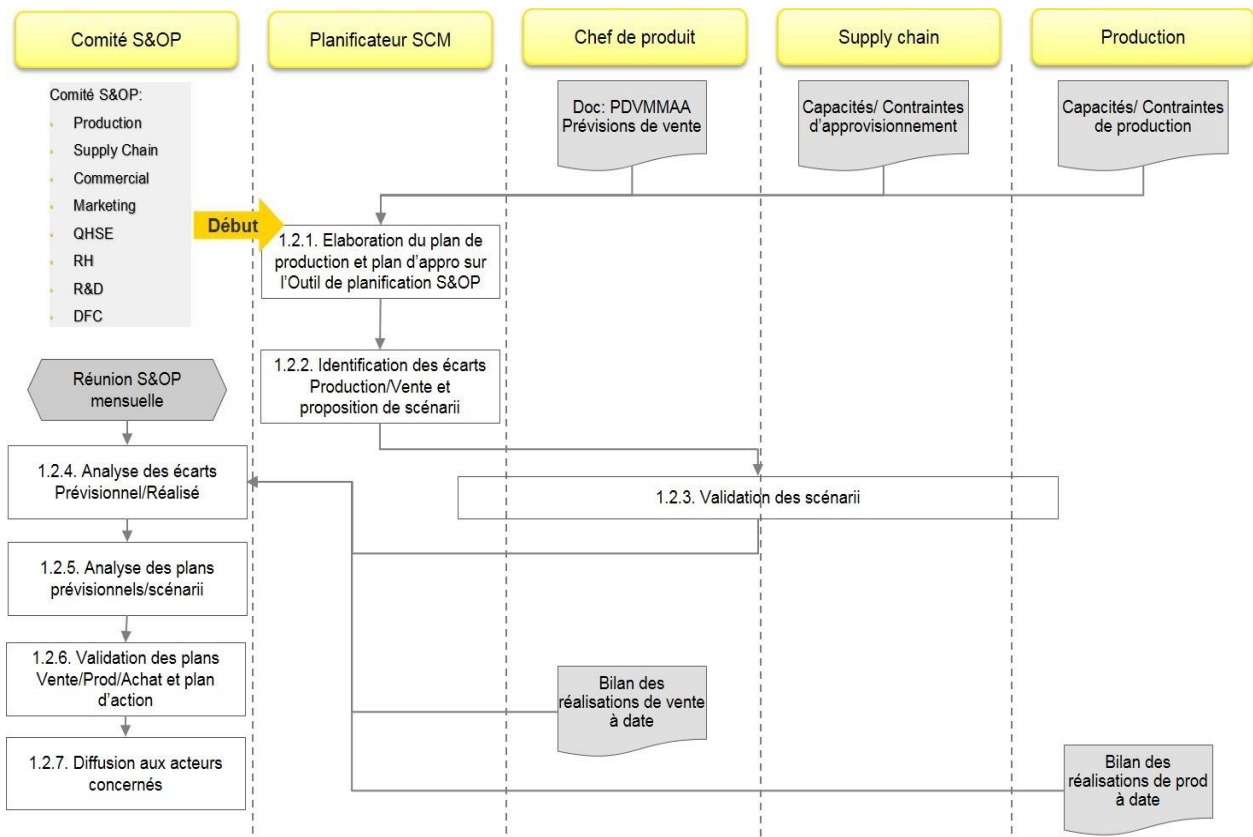 Comité S&OP
Planificateur SCM
Chef de produit
Supply chain
Production
Comité S&OP:
Production
Supply Chain
Commercial
Marketing
QHSE
RH
R&D
DFC
Début
Doc: PDVMMAA
Prévisions de vente
Capacités/ Contraintes
d'approvisionnement
Capacités/ Contraintes
de production
1.2.1. Elaboration du plan de
production et plan d'appro sur
l'Outil de planification S&OP
1.2.2. Identification des écarts
Production/Vente et
proposition de scénarii
Réunion S&OP
mensuelle
1.2.4. Analyse des écarts
Prévisionnel/Réalisé
1.2.3. Validation des scénarii
1.2.5. Analyse des plans
prévisionnels/scénarii
1.2.6. Validation des plans
Vente/Prod/Achat et plan
d'action
Bilan des
réalisations de vente
à date
1.2.7. Diffusion aux acteurs
concernés
Bilan des
réalisations de prod
à date